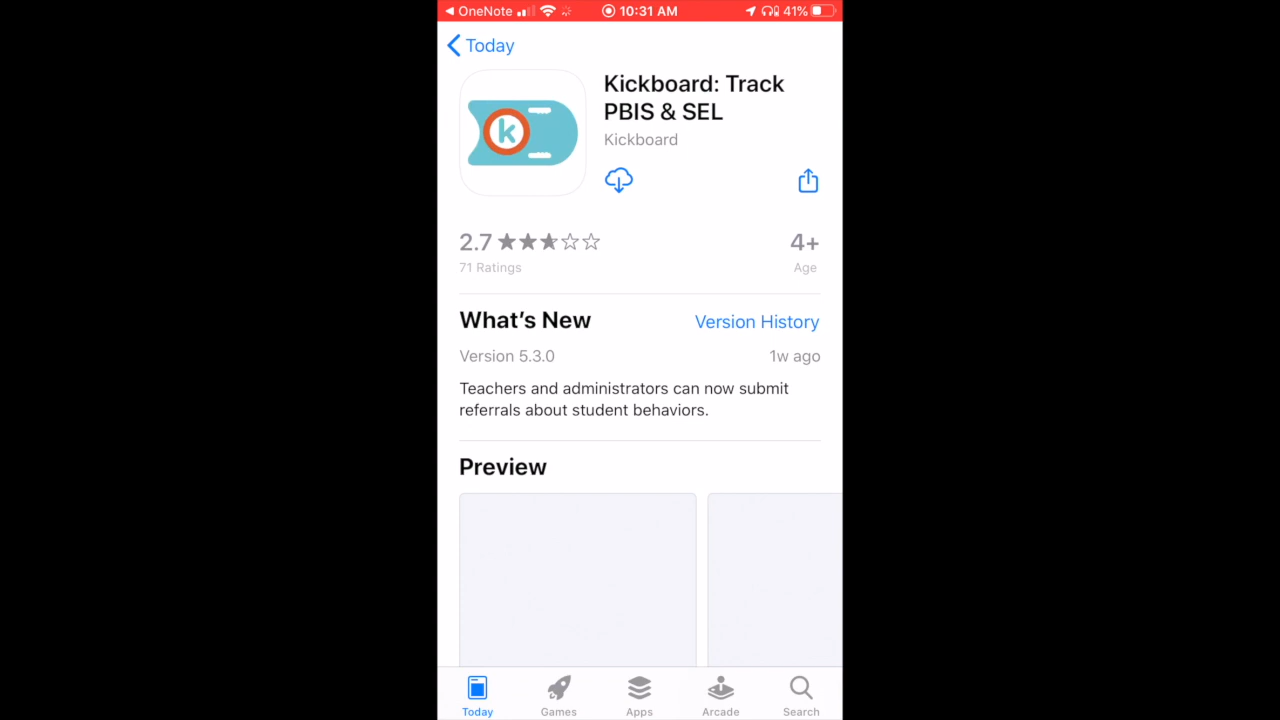 OneNote 10:31 AM 41%
Today
Kickboard: Track
PBIS & SEL
Kickboard
k
2.7 4+
71 Ratings Age
What’s New Version History
Version 5.3.0 1w ago
Teachers and administrators can now submit
referrals about student behaviors.
Preview
Today Games Apps Arcade Search